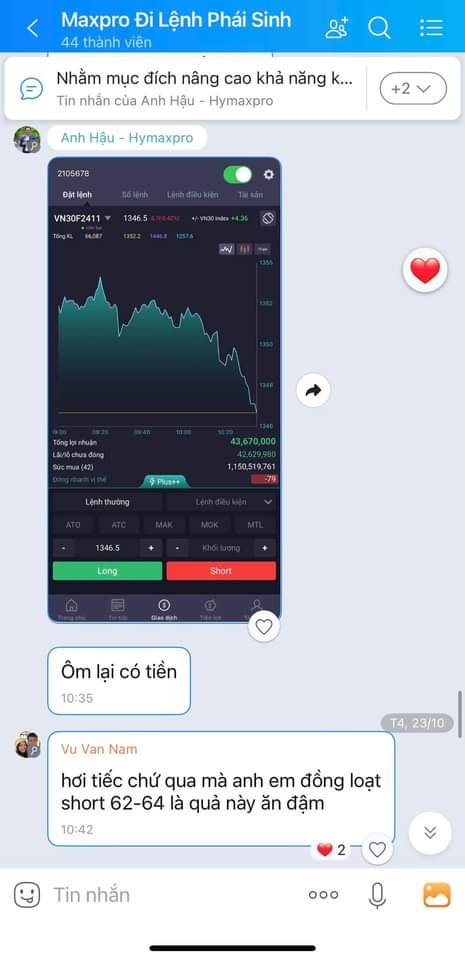 Maxpro Đi Lệnh Phái Sinh
44 thành viên
Nhằm mục đích nâng cao khả năng k...
Tin nhắn của Anh Hậu - Hymaxpro
+2
Anh Hậu - Hymaxpro
2105678
Đặt lệnh Sổ lệnh Lệnh điều kiện Tài sản
VN30F2411 1346.5 +/- VN30 index +4.36
Tổng KL 66,087 1352.2 1446.8 1257.6
1355
1352
1350
1348
1346
09:00 09:20 09:40 10:00 10:20
Tổng lợi nhuận 43,670,000
Lãi/lỗ chưa đóng 42,629,980
Sức mua (42) 1,150,519,761
Đóng nhanh vị thế Plus++ -79
Lệnh thường Lệnh điều kiện
ATO ATC MAK MOK MTL
- 1346.5 + - Khối lượng +
Long Short
Trang chủ Tin tức Giao dịch Tiện ích
Ôm lại có tiền
10:35
T4, 23/10
Vu Van Nam
hơi tiếc chứ qua mà anh em đồng loạt
short 62-64 là quả này ăn đậm
10:42
2
Tin nhắn